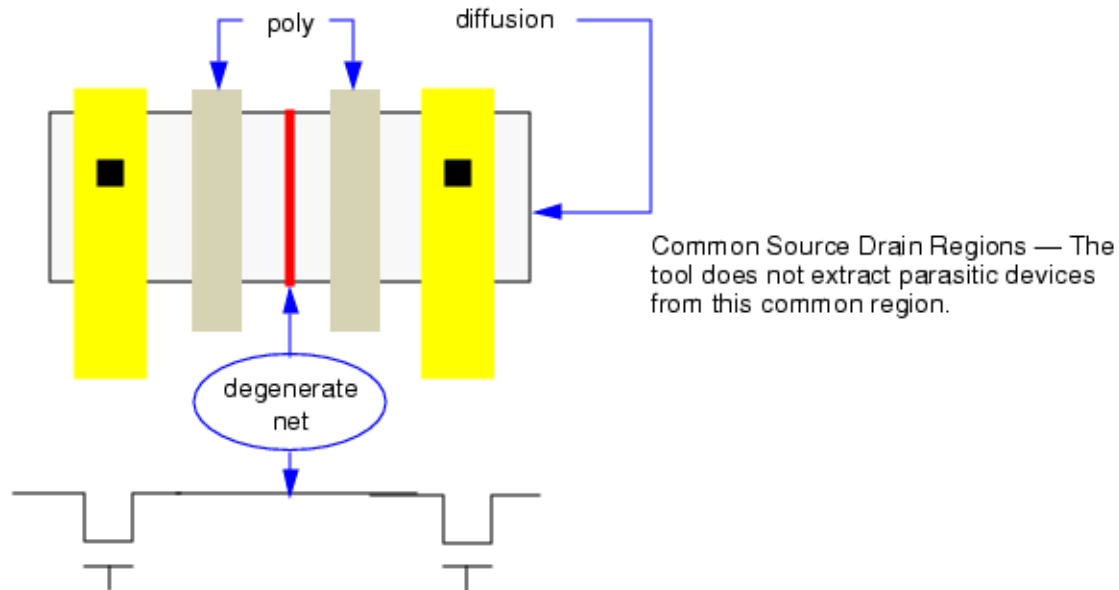 poly
diffusion
Common Source Drain Regions — The
tool does not extract parasitic devices
from this common region.
degenerate
net